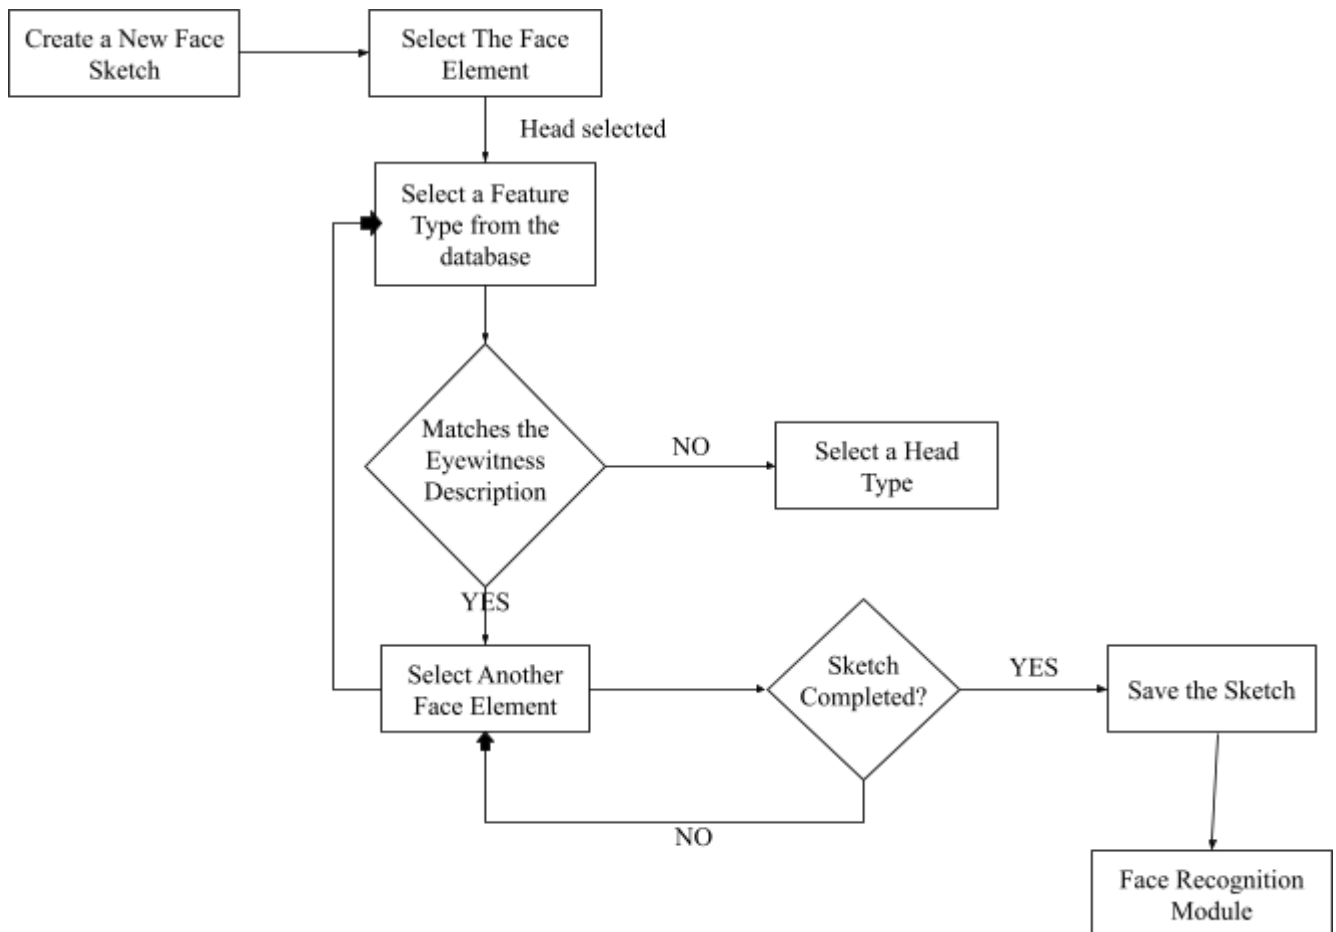 Create a New Face
Sketch
Select The Face
Element
Head selected
Select a Feature
Type from the
database
Matches the
Eyewitness
Description
NO
Select a Head
Type
YES
Select Another
Face Element
Sketch
Completed?
YES
Save the Sketch
NO
Face Recognition
Module